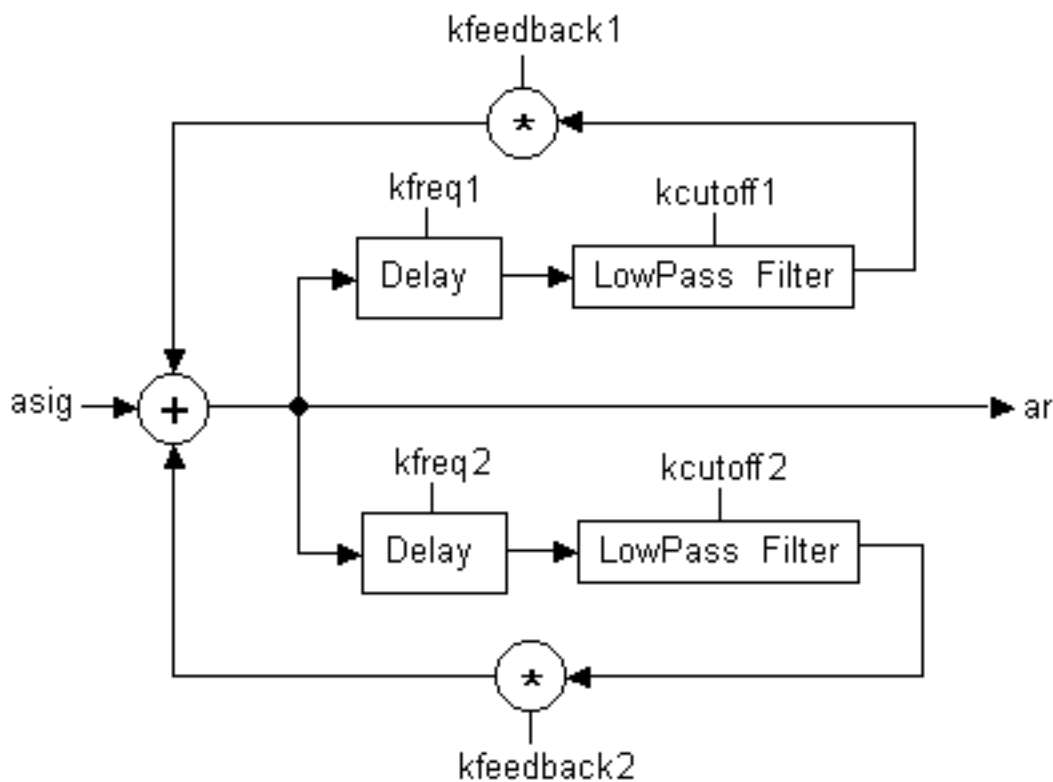 kfeedback1
*
kfreq1
kcutoff1
Delay
LowPass Filter
asig
+
ar
kfreq2
kcutoff2
Delay
LowPass Filter
*
kfeedback2